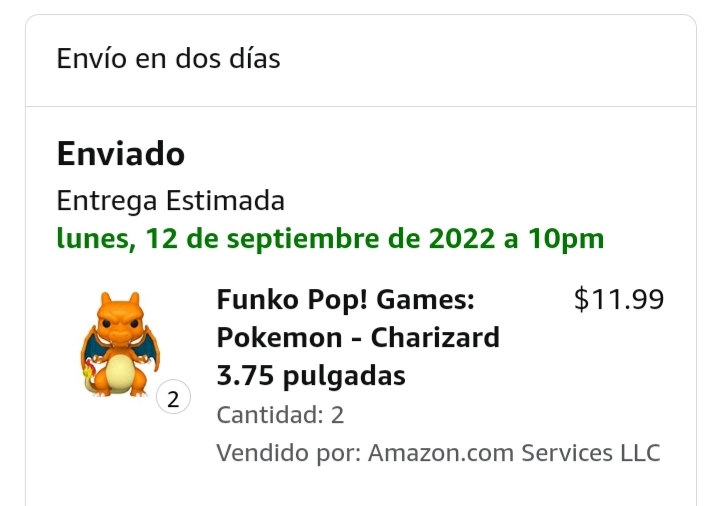 Envío en dos días
Enviado
Entrega Estimada
lunes, 12 de septiembre de 2022 a 10pm
Funko Pop! Games: $11.99
Pokemon - Charizard
3.75 pulgadas
2
Cantidad: 2
Vendido por: Amazon.com Services LLC